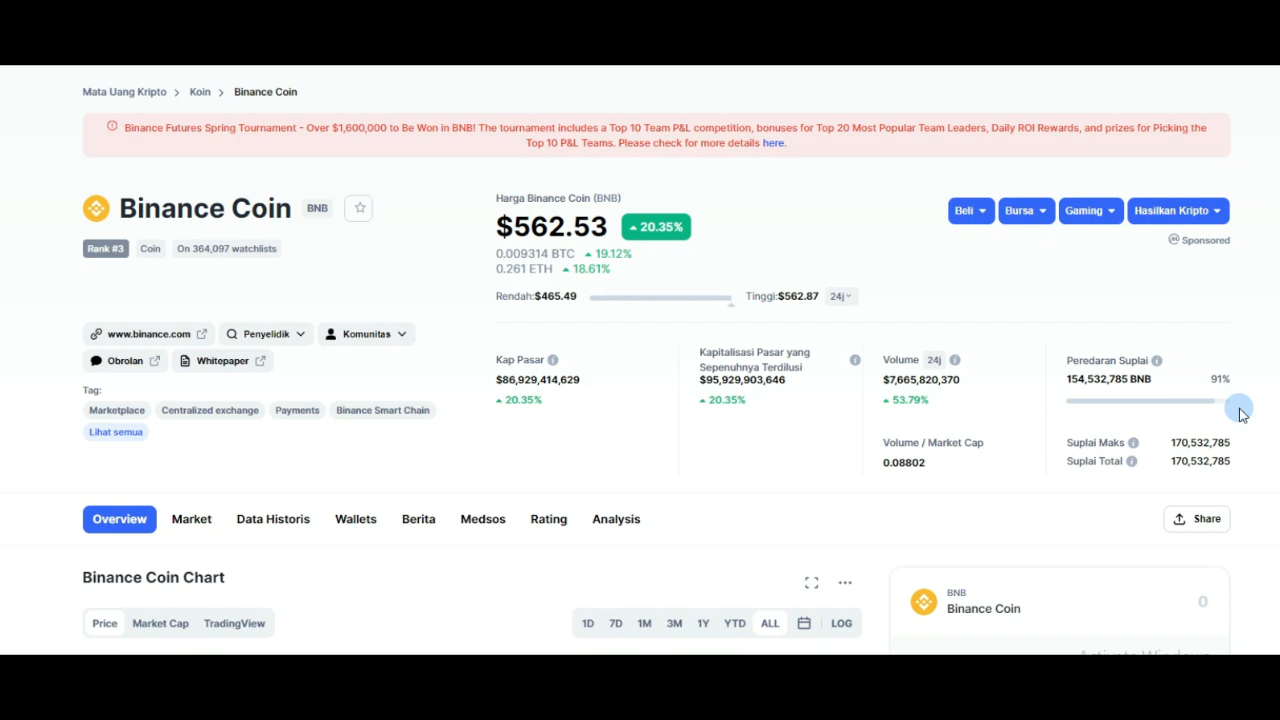 Mata Uang Kripto > Koin > Binance Coin
Binance Futures Spring Tournament - Over $1,600,000 to Be Won in BNB! The tournament includes a Top 10 Team P&L competition, bonuses for Top 20 Most Popular Team Leaders, Daily ROI Rewards, and prizes for Picking the
Top 10 P&L Teams. Please check for more details here.
Binance Coin BNB
Rank #3 Coin On 364,097 watchlists
www.binance.com Penyelidik Komunitas
Obrolan Whitepaper
Tag:
Marketplace Centralized exchange Payments Binance Smart Chain
Lihat semua
Harga Binance Coin (BNB)
$562.53 20.35%
0.009314 BTC 19.12%
0.261 ETH 18.61%
Rendah:$465.49 Tinggi:$562.87 24j
Beli Bursa Gaming Hasilkan Kripto
Sponsored
Kap Pasar
$86,929,414,629
20.35%
Kapitalisasi Pasar yang
Sepenuhnya Terdilusi
$95,929,903,646
20.35%
Volume 24j
$7,665,820,370
53.79%
Volume / Market Cap
0.08802
Peredaran Suplai
154,532,785 BNB 91%
Suplai Maks 170,532,785
Suplai Total 170,532,785
Overview Market Data Historis Wallets Berita Medsos Rating Analysis Share
Binance Coin Chart
Price Market Cap TradingView
1D 7D 1M 3M 1Y YTD ALL LOG
BNB
Binance Coin 0